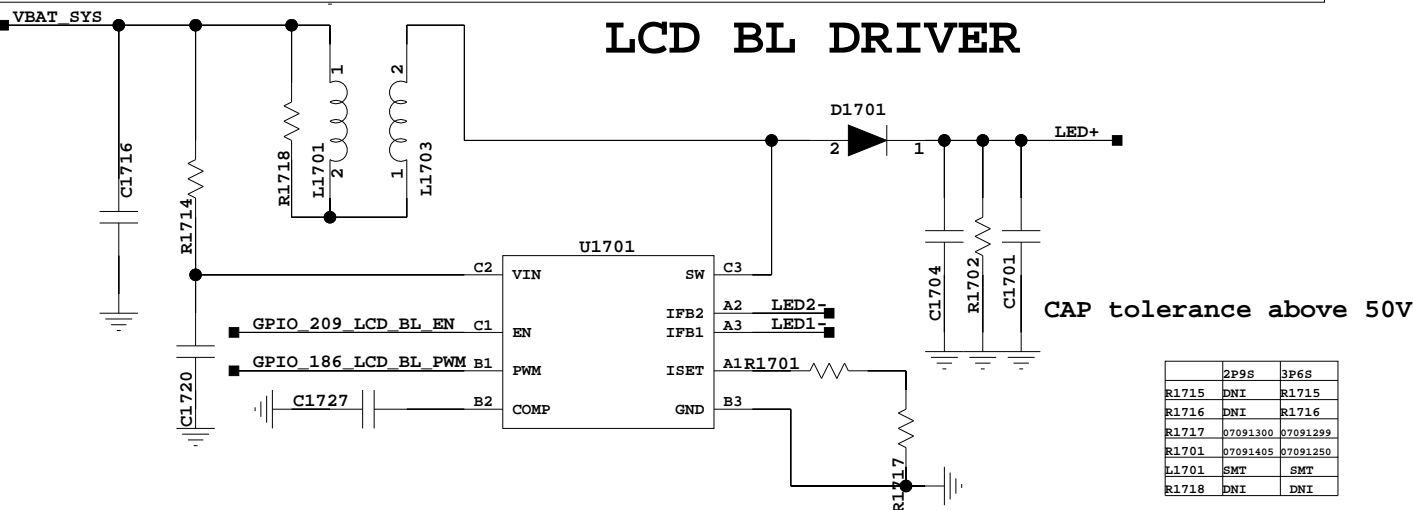 VBAT_SYS
LCD BL DRIVER
C1716
R1714
R1718
1
L1701
2
2
1
L1703
D1701
2
1
LED+
U1701
C2
VIN
SW
C3
IFB2
A2
LED2-
IFB1
A3
LED1-
GPIO_209_LCD_BL_EN
C1
EN
GPIO_186_LCD_BL_PWM
B1
PWM
ISET
A1
R1701
C1720
C1727
B2
COMP
GND
B3
R1717
C1704
R1702
C1701
CAP tolerance above 50V
2P9S 3P6S
R1715 DNI R1715
R1716 DNI R1716
R1717 07091300 07091299
R1701 07091405 07091250
L1701 SMT SMT
R1718 DNI DNI